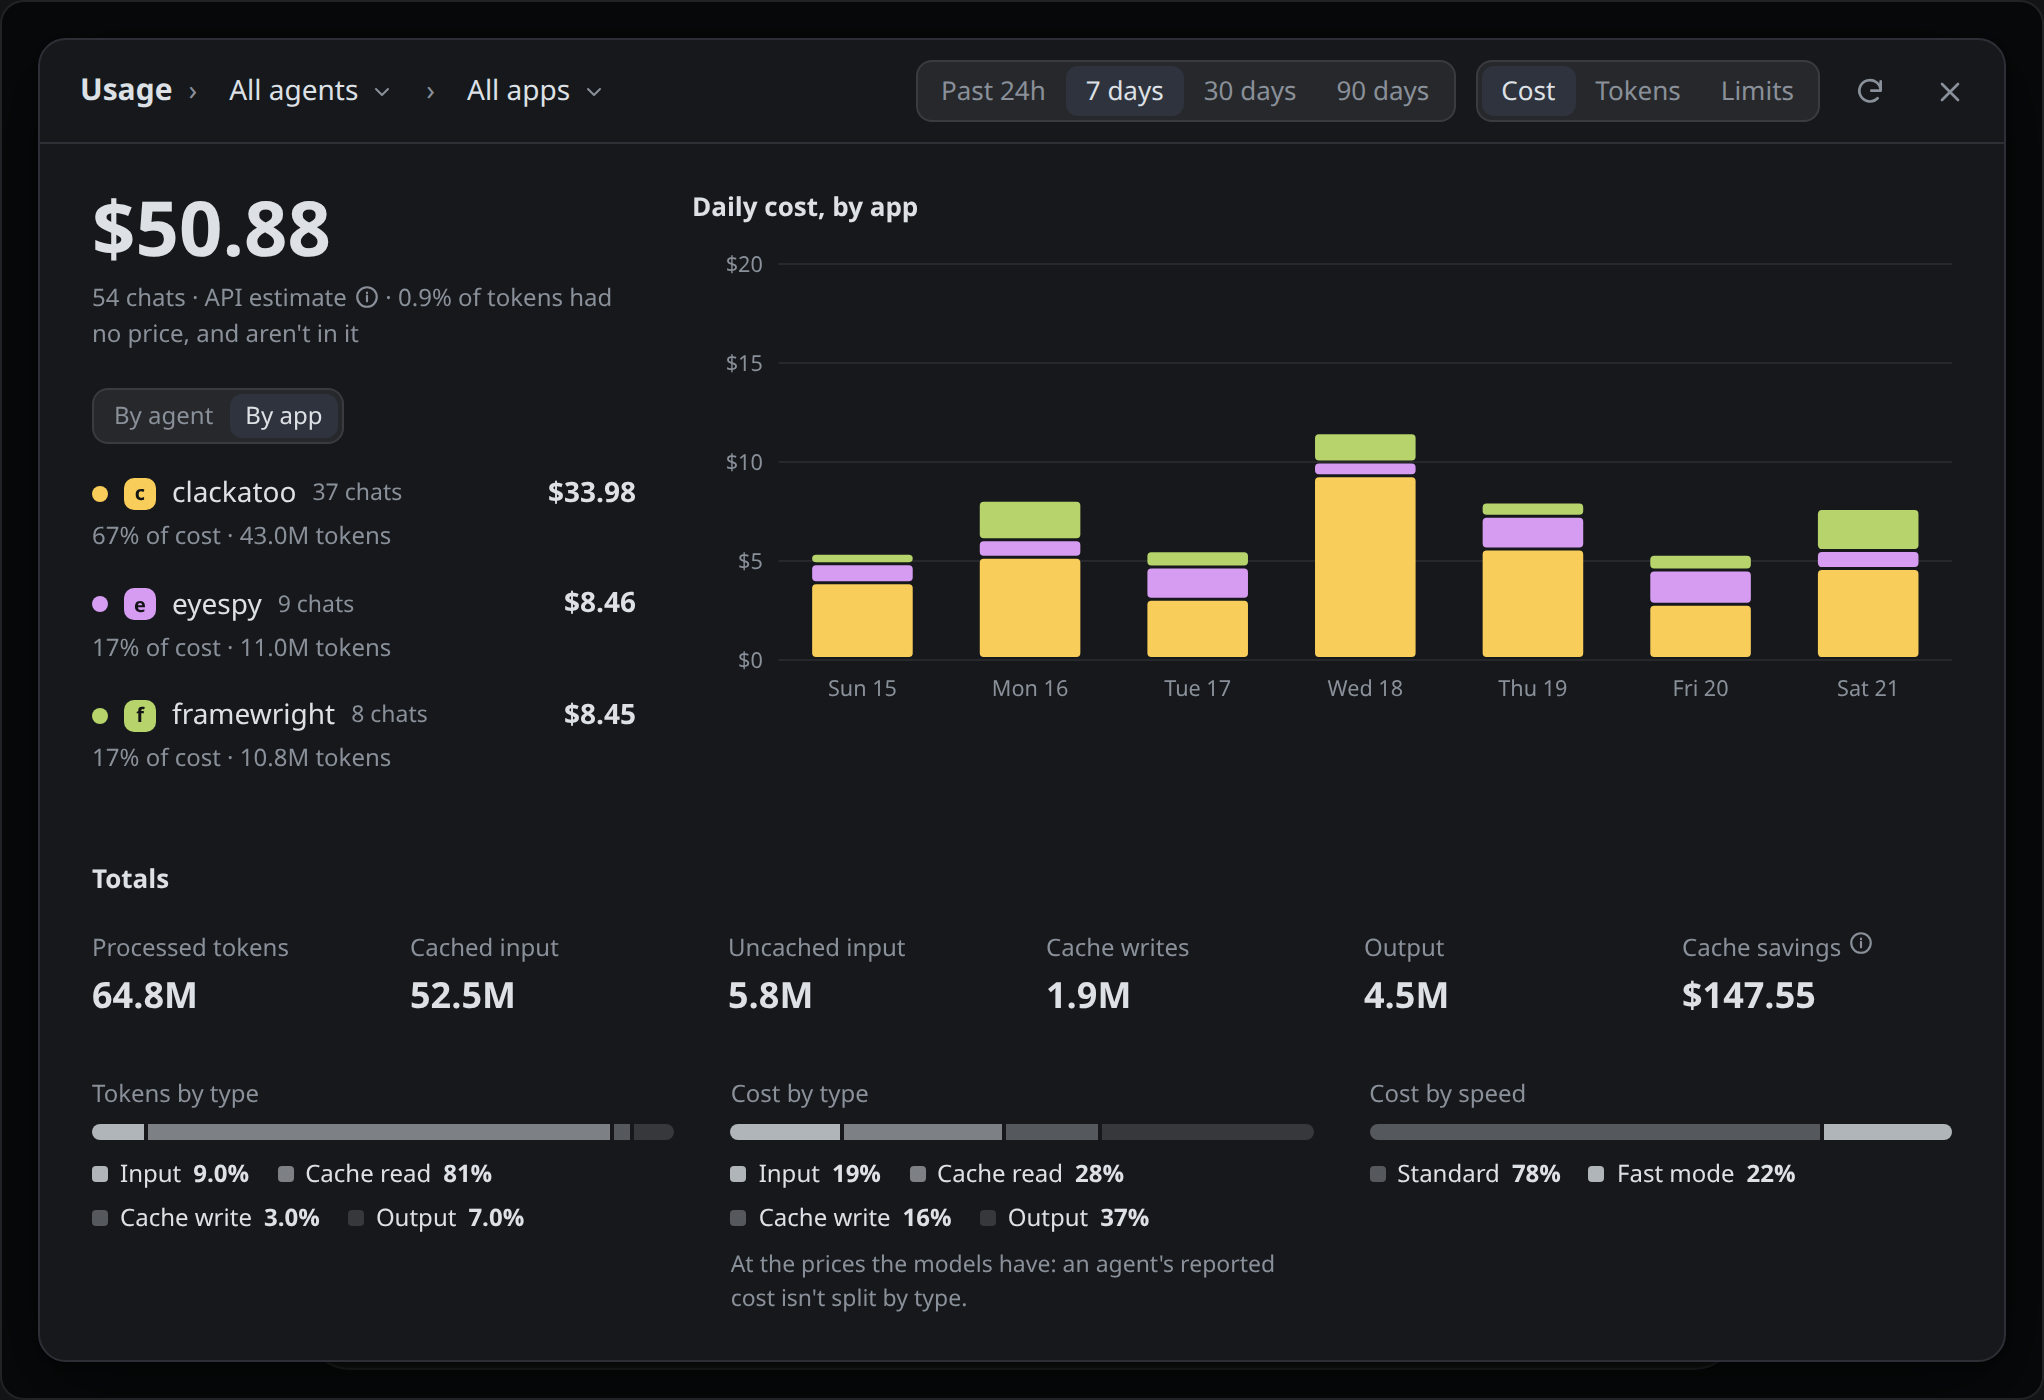 Usage › All agents › All apps
Past 24h 7 days 30 days 90 days
Cost Tokens Limits
$50.88
54 chats · API estimate · 0.9% of tokens had
no price, and aren't in it
By agent By app
c clackatoo 37 chats $33.98
67% of cost · 43.0M tokens
e eyespy 9 chats $8.46
17% of cost · 11.0M tokens
f framewright 8 chats $8.45
17% of cost · 10.8M tokens
Daily cost, by app
$20
$15
$10
$5
$0
Sun 15 Mon 16 Tue 17 Wed 18 Thu 19 Fri 20 Sat 21
Totals
Processed tokens Cached input Uncached input Cache writes Output Cache savings
64.8M 52.5M 5.8M 1.9M 4.5M $147.55
Tokens by type
Input 9.0% Cache read 81%
Cache write 3.0% Output 7.0%
Cost by type
Input 19% Cache read 28%
Cache write 16% Output 37%
At the prices the models have: an agent's reported
cost isn't split by type.
Cost by speed
Standard 78% Fast mode 22%